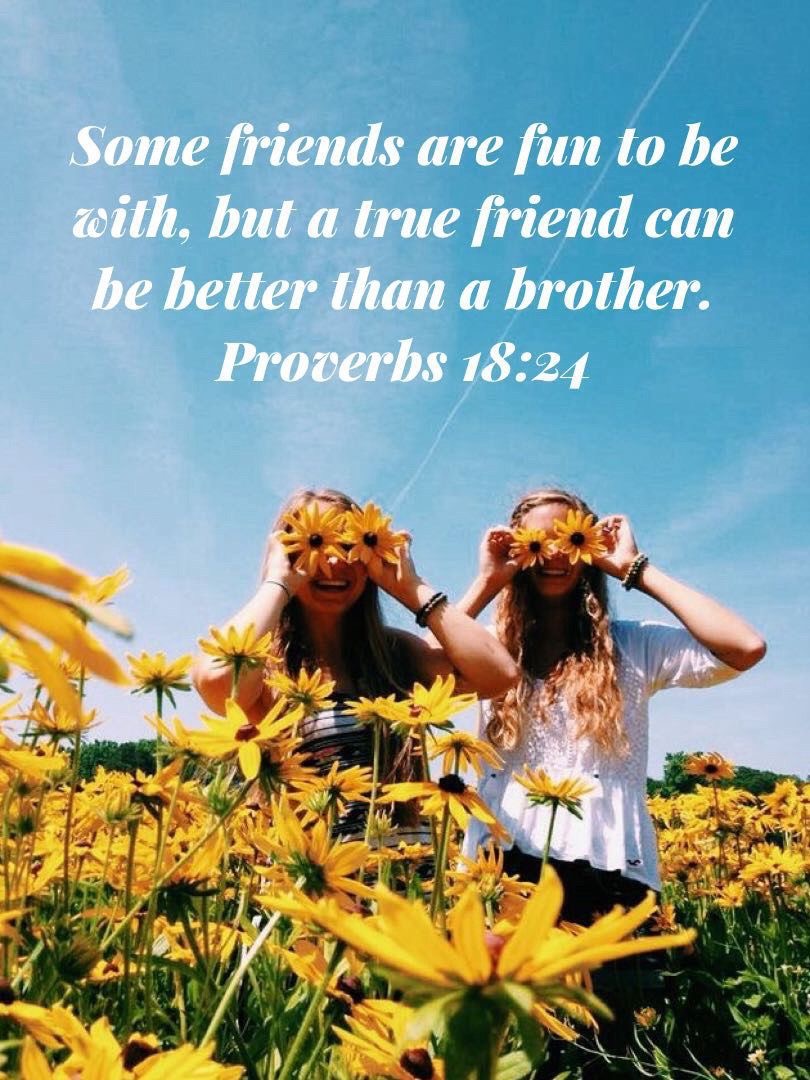 Some friends are fun to be
with, but a true friend can
be better than a brother.
Proverbs 18:24